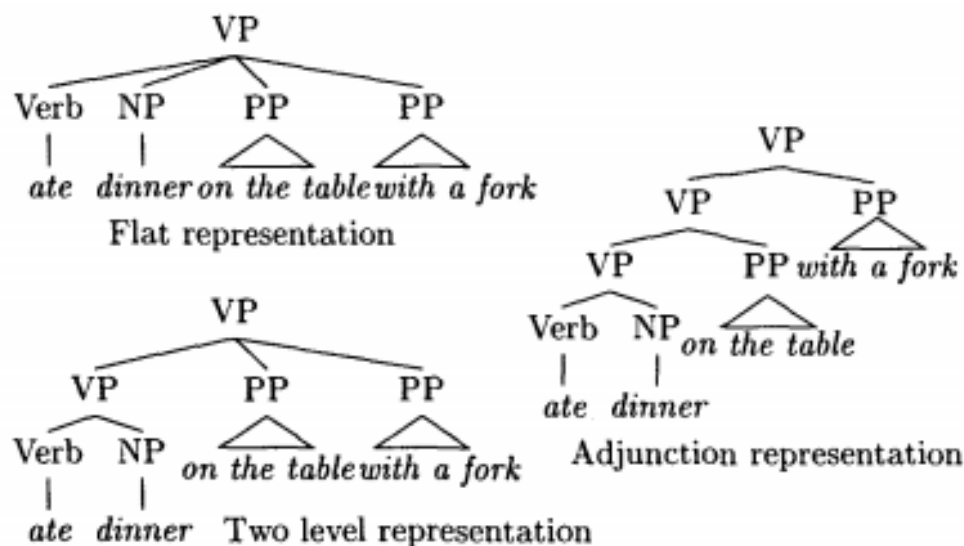 VP
Verb NP PP PP
ate dinner on the table with a fork
Flat representation
VP
VP PP PP
Verb NP on the table with a fork
ate dinner Two level representation
VP
VP PP
VP PP with a fork
Verb NP on the table
ate dinner
Adjunction representation